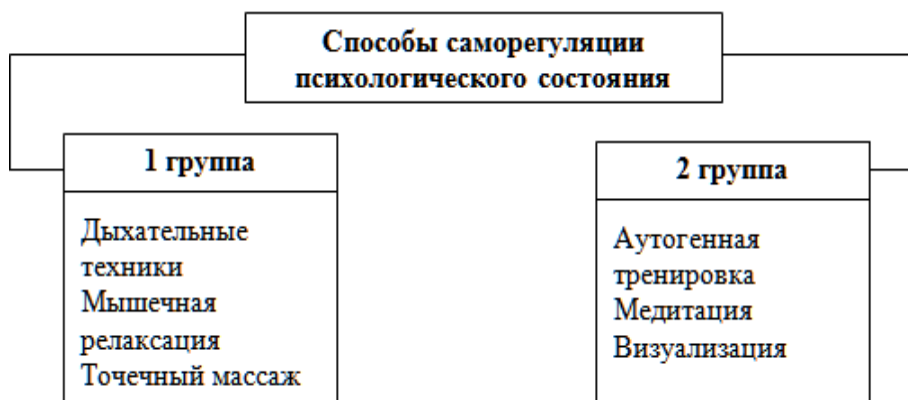 Способы саморегуляции
психологического состояния
1 группа
Дыхательные
техники
Мышечная
релаксация
Точечный массаж
2 группа
Аутогенная
тренировка
Медитация
Визуализация